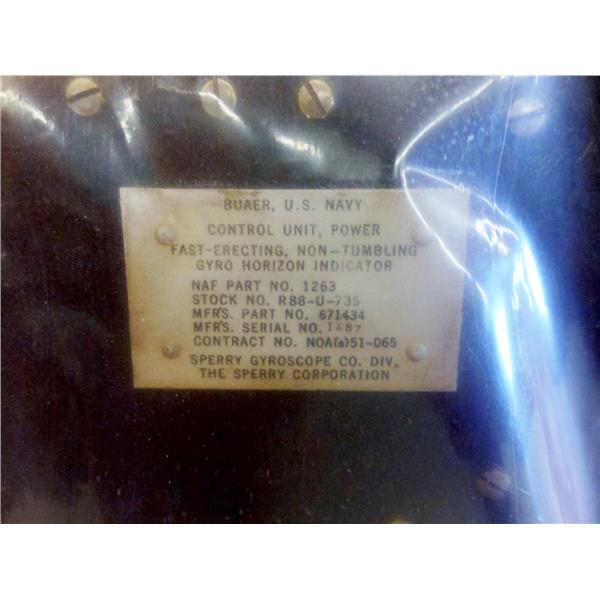 BUAER, U.S. NAVY
CONTROL UNIT, POWER
FAST-ERECTING, NON-TUMBLING
GYRO HORIZON INDICATOR
NAF PART NO. 1263
STOCK NO. R88-U-735
MFR'S. PART NO. 671434
MFR'S. SERIAL NO. 1487
CONTRACT NO. NOA(s)51-065
SPERRY GYROSCOPE CO. DIV.
THE SPERRY CORPORATION